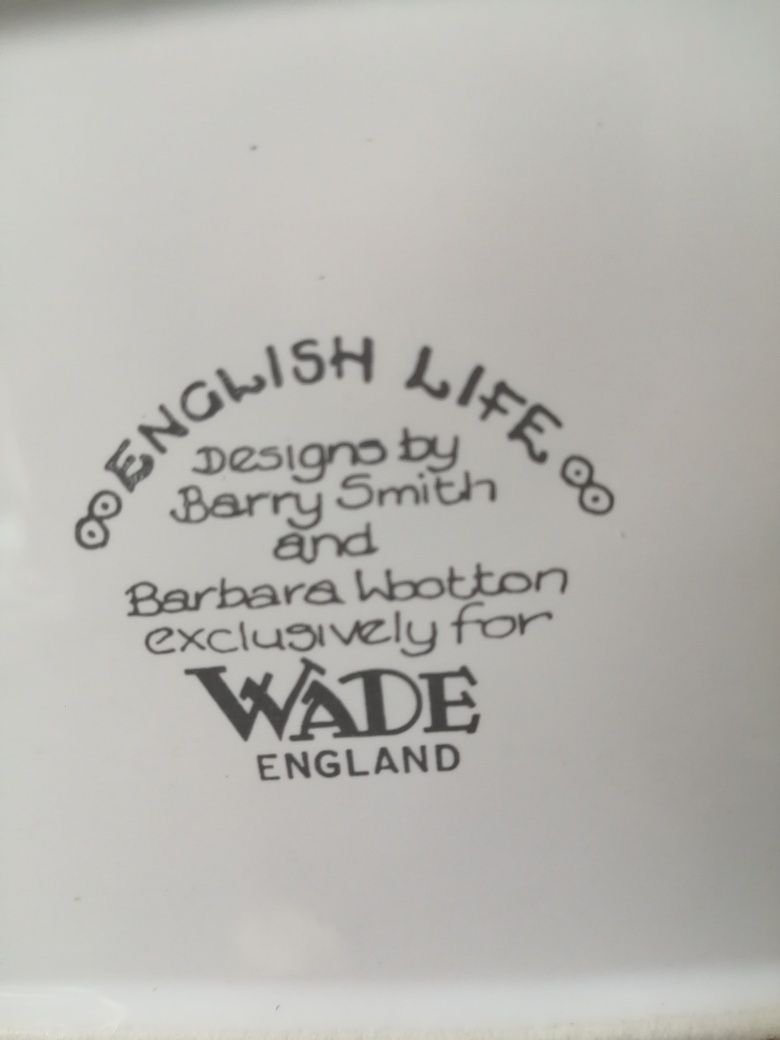 ENGLISH LIFE
Designs by
Barry Smith
and
Barbara Wootton
exclusively for
WADE
ENGLAND